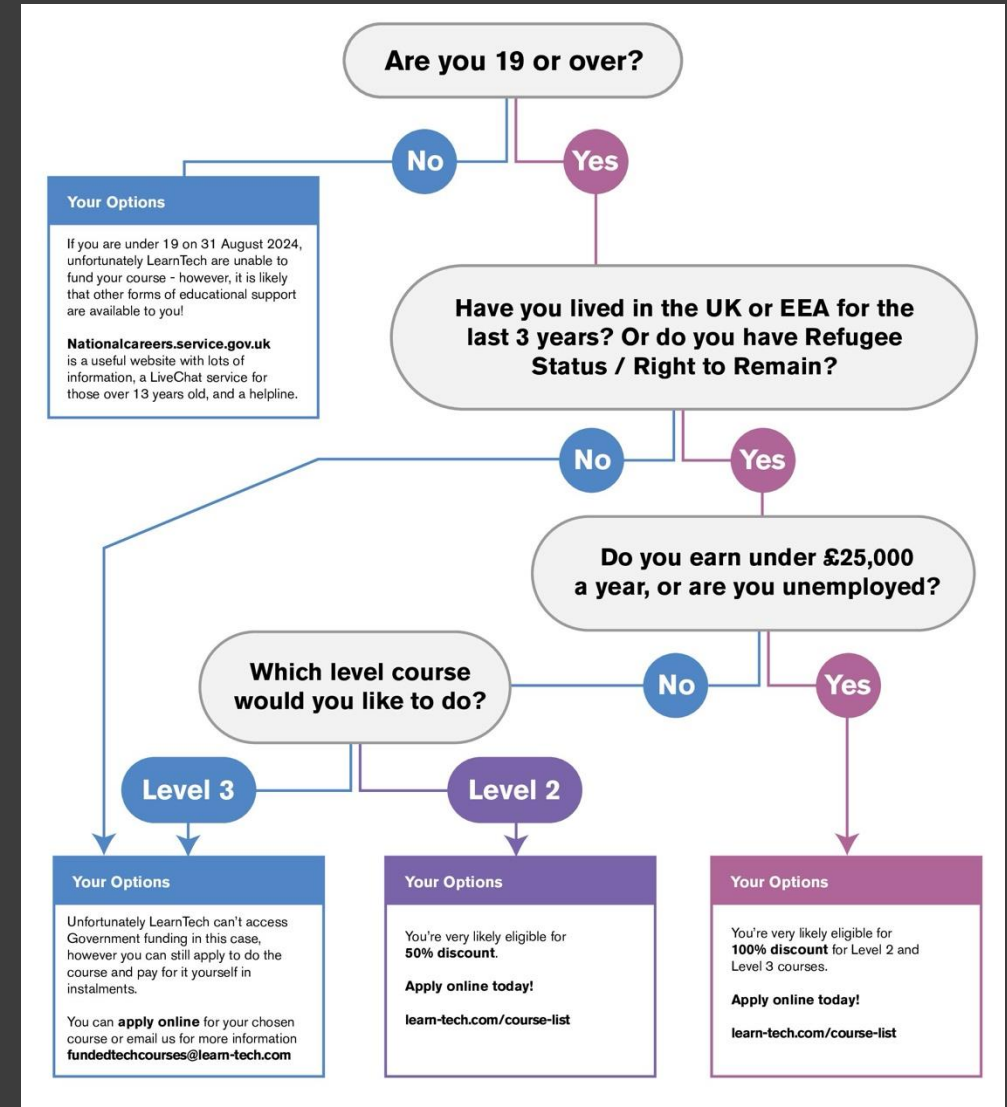 Are you 19 or over?
No
Yes
Your Options
If you are under 19 on 31 August 2024,
unfortunately LearnTech are unable to
fund your course - however, it is likely
that other forms of educational support
are available to you!
Nationalcareers.service.gov.uk
is a useful website with lots of
information, a LiveChat service for
those over 13 years old, and a helpline.
Have you lived in the UK or EEA for the
last 3 years? Or do you have Refugee
Status / Right to Remain?
No
Yes
Do you earn under £25,000
a year, or are you unemployed?
No
Yes
Which level course
would you like to do?
Level 3
Level 2
Your Options
Unfortunately LearnTech can't access
Government funding in this case,
however you can still apply to do the
course and pay for it yourself in
instalments.
You can apply online for your chosen
course or email us for more information
fundedtechcourses@learn-tech.com
Your Options
You're very likely eligible for
50% discount.
Apply online today!
learn-tech.com/course-list
Your Options
You're very likely eligible for
100% discount for Level 2 and
Level 3 courses.
Apply online today!
learn-tech.com/course-list